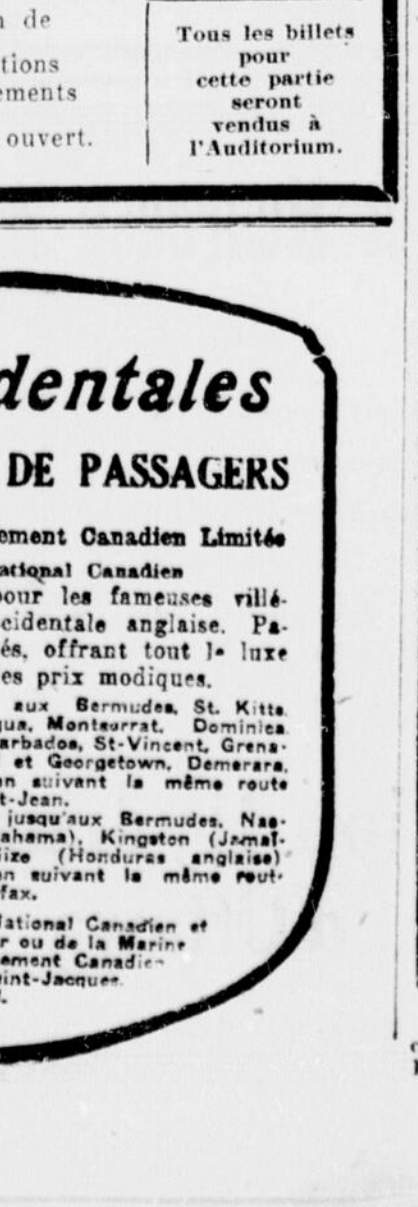 n de
tions
ements
ouvert.
Tous les billets
pour
cette partie
seront
vendus à
l'Auditorium.
dentales
DE PASSAGERS
ement Canadien Limitée
ational Canadien
pour les fameuses villé-
cidentale anglaise. Pa-
és, offrant tout le luxe
es prix modiques.
aux Bermudes, St. Kitts
gua, Montserrat, Dominica
arbados, St-Vincent, Grena-
et Georgetown, Demerara,
on suivant la même route
t-Jean.
jusqu'aux Bermudes, Nas-
ahama), Kingston (Jamaï-
lize (Honduras anglaise)
on suivant la même rout-
fax.
National Canadien et
r ou de la Marine
ement Canadien
int-Jacques.